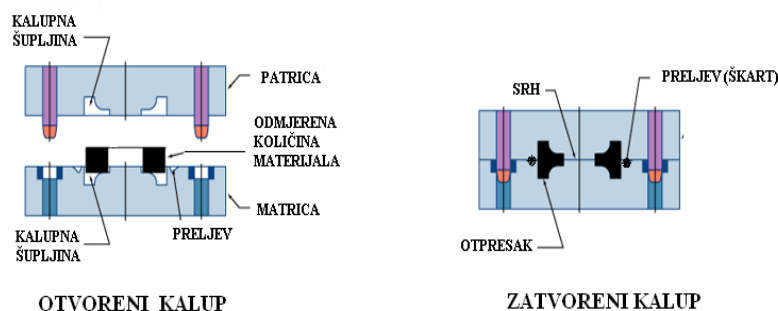 KALUPNA
ŠUPLJINA
PATRICA
ODMJERENA
KOLIČINA
MATERIJALA
MATRICA
KALUPNA
ŠUPLJINA
PRELJEV
OTVORENI KALUP
SRH
PRELJEV (ŠKART)
OTPRESAK
ZATVORENI KALUP